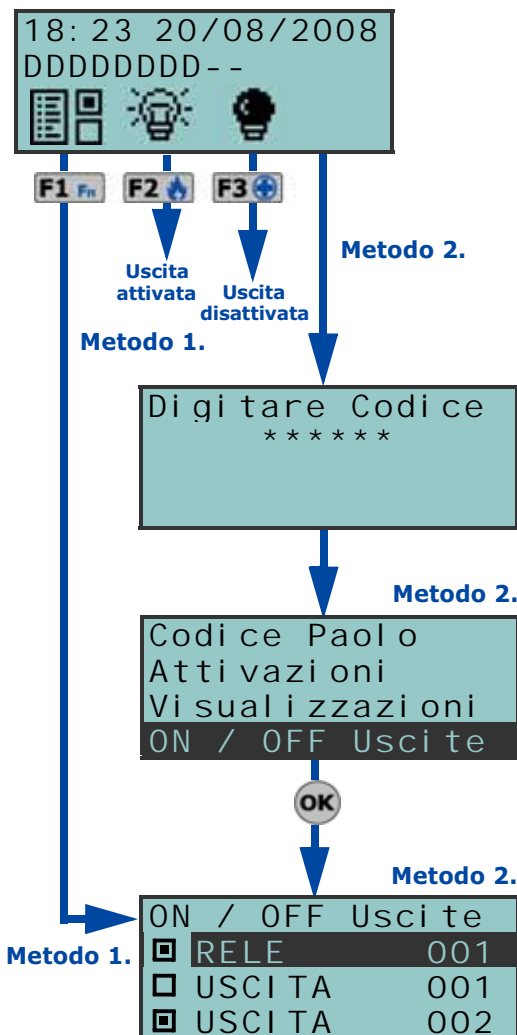 18:23 20/08/2008
DDDDDDDD--
F1 Fn F2 F3
Metodo 2.
Uscita
attivata
Uscita
disattivata
Metodo 1.
Digitare Codice
******
Metodo 2.
Codice Paolo
Attivazioni
Visualizzazioni
ON / OFF Uscite
OK
Metodo 2.
ON / OFF Uscite
Metodo 1.
RELE 001
USCITA 001
USCITA 002